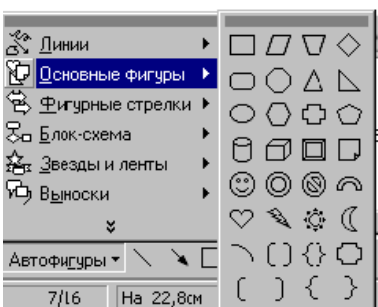 Линии
Основные фигуры
Фигурные стрелки
Блок-схема
Звезды и ленты
Выноски
Автофигуры
7/16
На 22,8см